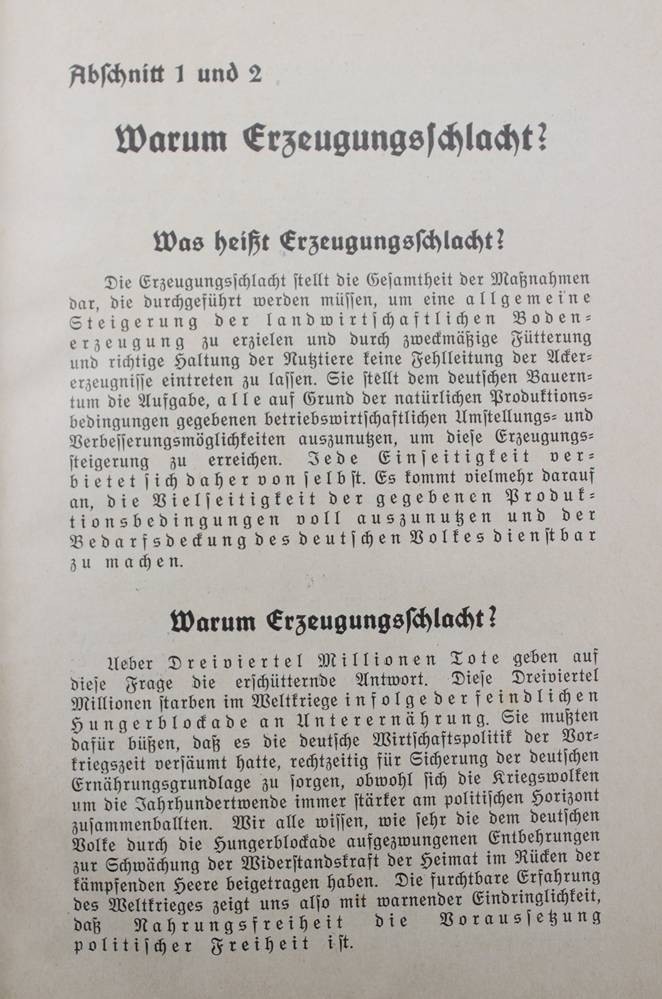 Abschnitt 1 und 2
Warum Erzeugungsschlacht?
Was heißt Erzeugungsschlacht?
Die Erzeugungsschlacht stellt die Gesamtheit der Maßnahmen
dar, die durchgeführt werden müssen, um eine allgemeine
Steigerung der landwirtschaftlichen Boden-
erzeugung zu erzielen und durch zweckmäßige Fütterung
und richtige Haltung der Nutztiere keine Fehlleitung der Acker-
erzeugnisse eintreten zu lassen. Sie stellt dem deutschen Bauern-
tum die Aufgabe, alle auf Grund der natürlichen Produktions-
bedingungen gegebenen betriebswirtschaftlichen Umstellungs- und
Verbesserungsmöglichkeiten auszunutzen, um diese Erzeugungs-
steigerung zu erreichen. Jede Einseitigkeit ver-
bietet sich daher von selbst. Es kommt vielmehr darauf
an, die Vielseitigkeit der gegebenen Produk-
tionsbedingungen voll auszunutzen und der
Bedarfsdeckung des deutschen Volkes dienstbar
zu machen.
Warum Erzeugungsschlacht?
Ueber Dreiviertel Millionen Tote geben auf
diese Frage die erschütternde Antwort. Diese Dreiviertel
Millionen starben im Weltkriege infolge der feindlichen
Hungerblockade an Unterernährung. Sie mußten
dafür büßen, daß es die deutsche Wirtschaftspolitik der Vor-
kriegszeit versäumt hatte, rechtzeitig für Sicherung der deutschen
Ernährungsgrundlage zu sorgen, obwohl sich die Kriegswolken
um die Jahrhundertwende immer stärker am politischen Horizont
zusammenballten. Wir alle wissen, wie sehr die dem deutschen
Volke durch die Hungerblockade aufgezwungenen Entbehrungen
zur Schwächung der Widerstandskraft der Heimat im Rücken der
kämpfenden Heere beigetragen haben. Die furchtbare Erfahrung
des Weltkrieges zeigt uns also mit warnender Eindringlichkeit,
daß Nahrungsfreiheit die Voraussetzung
politischer Freiheit ist.